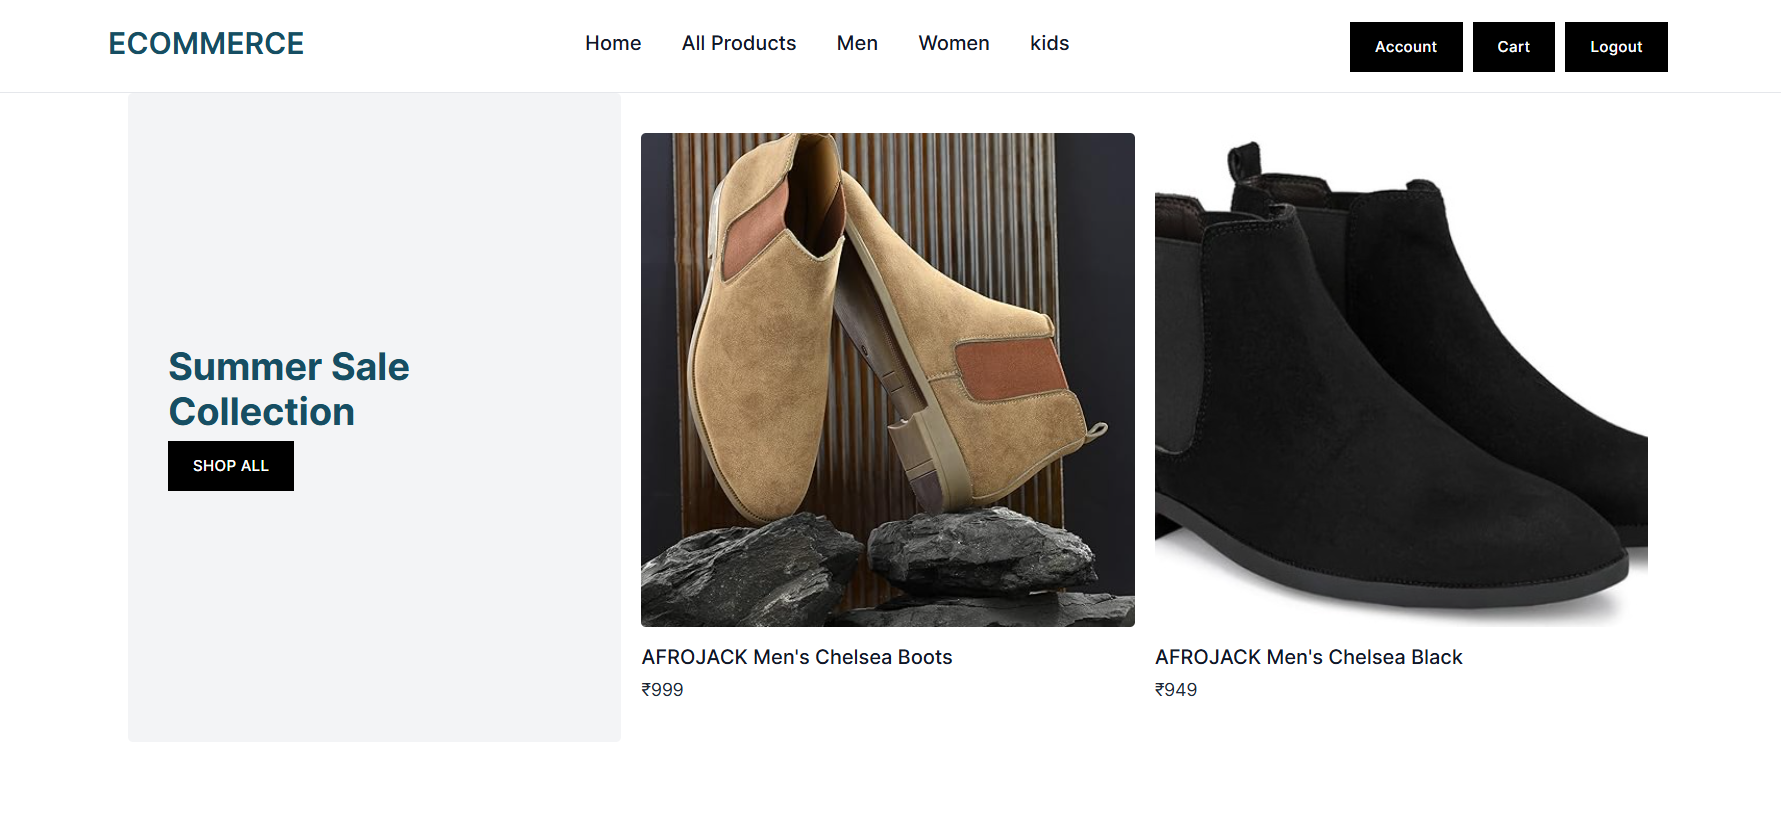 ECOMMERCE
Home
All Products
Men
Women
kids
Account
Cart
Logout
Summer Sale
Collection
SHOP ALL
AFROJACK Men's Chelsea Boots
₹999
AFROJACK Men's Chelsea Black
₹949